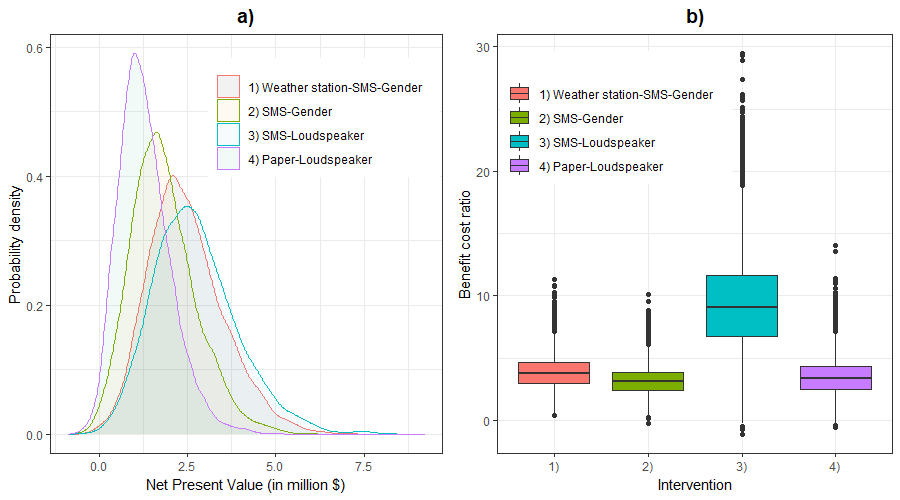 a)
Probability density
0.6
0.4
0.2
0.0
1) Weather station-SMS-Gender
2) SMS-Gender
3) SMS-Loudspeaker
4) Paper-Loudspeaker
0.0 2.5 5.0 7.5
Net Present Value (in million $)
b)
Benefit cost ratio
30
20
10
0
1) Weather station-SMS-Gender
2) SMS-Gender
3) SMS-Loudspeaker
4) Paper-Loudspeaker
1) 2) 3) 4)
Intervention